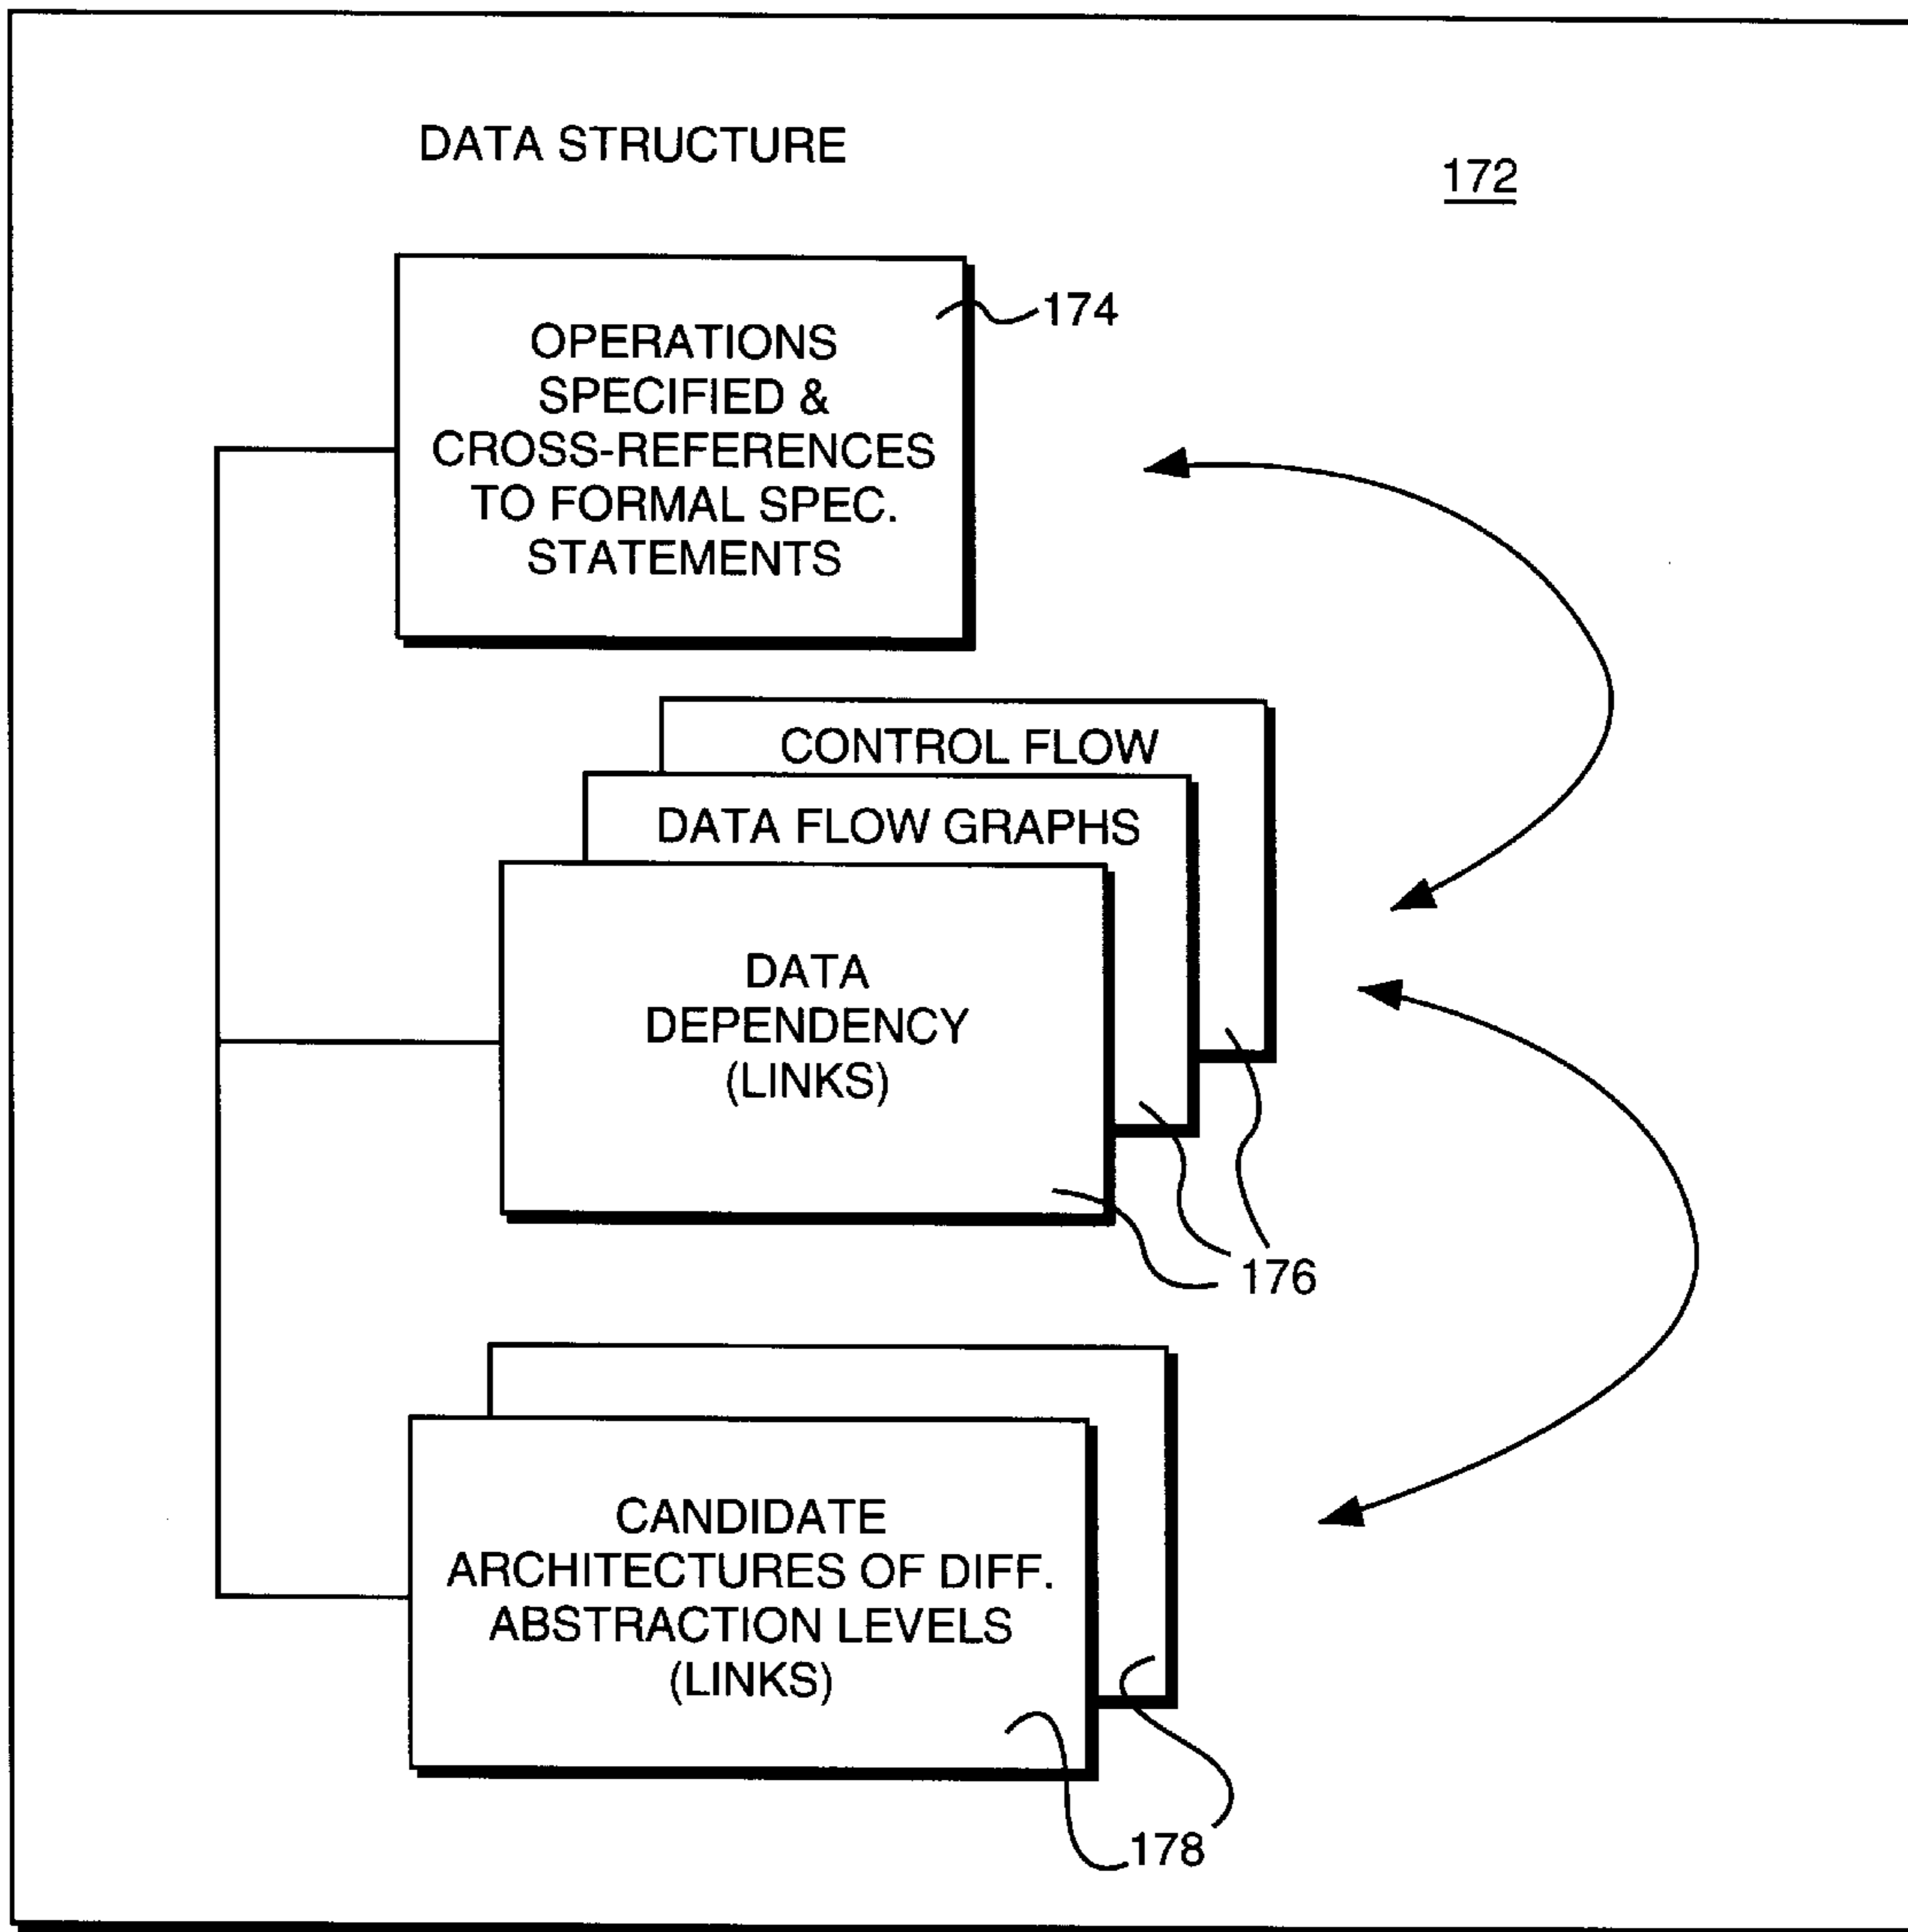 DATA STRUCTURE
172
174
OPERATIONS
SPECIFIED &
CROSS-REFERENCES
TO FORMAL SPEC.
STATEMENTS
CONTROL FLOW
DATA FLOW GRAPHS
DATA
DEPENDENCY
(LINKS)
176
CANDIDATE
ARCHITECTURES OF DIFF.
ABSTRACTION LEVELS
(LINKS)
178